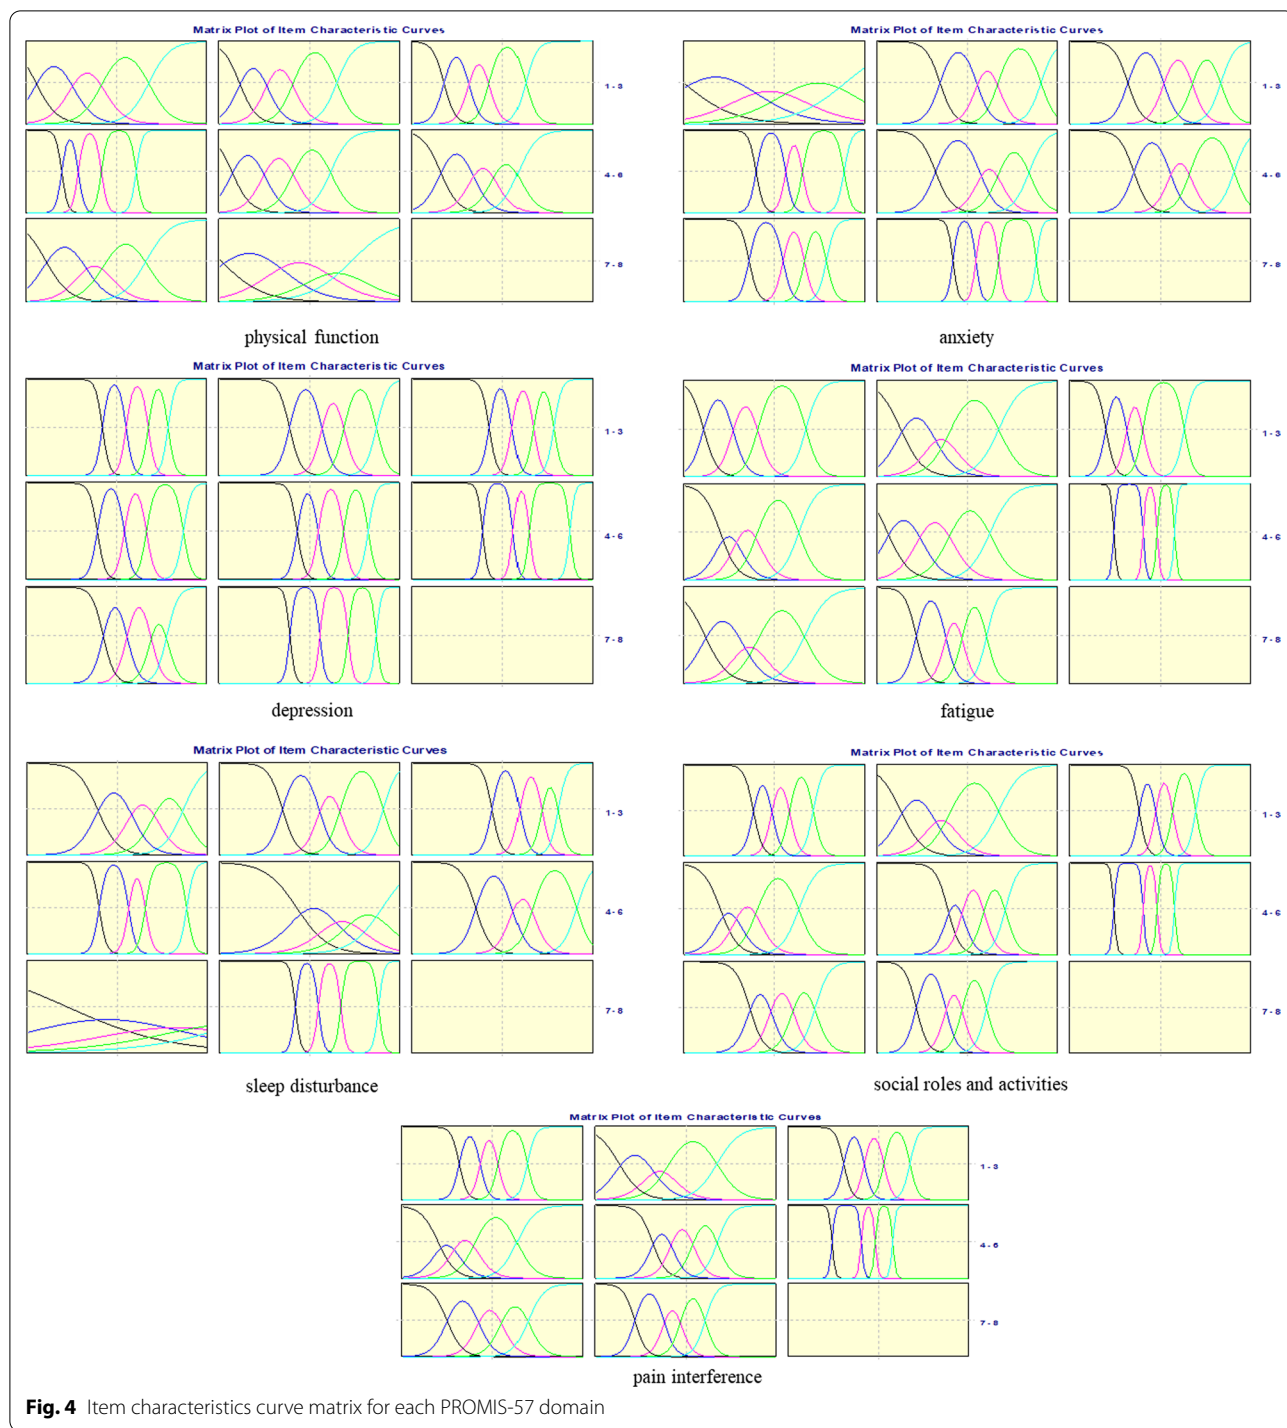 Matrix Plot of Item Characteristic Curves
1 - 3
4 - 6
7 - 8
physical function
Matrix Plot of Item Characteristic Curves
1 - 3
4 - 6
7 - 8
anxiety
Matrix Plot of Item Characteristic Curves
1 - 3
4 - 6
7 - 8
depression
Matrix Plot of Item Characteristic Curves
1 - 3
4 - 6
7 - 8
fatigue
Matrix Plot of Item Characteristic Curves
1 - 3
4 - 6
7 - 8
sleep disturbance
Matrix Plot of Item Characteristic Curves
1 - 3
4 - 6
7 - 8
social roles and activities
Matrix Plot of Item Characteristic Curves
1 - 3
4 - 6
7 - 8
pain interference
Fig. 4 Item characteristics curve matrix for each PROMIS-57 domain